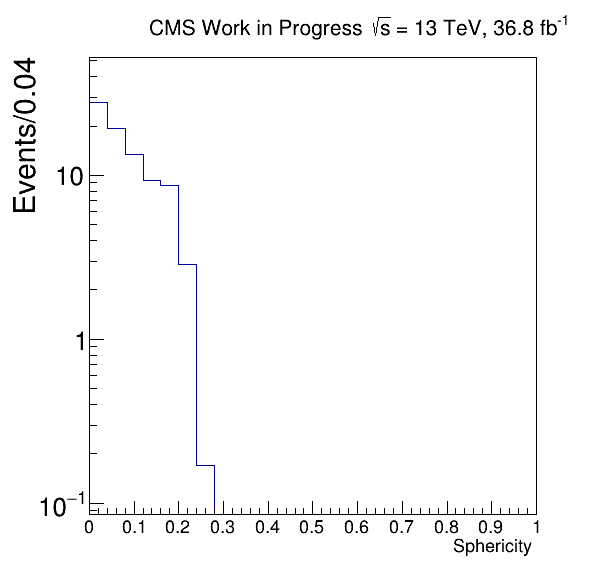 CMS Work in Progress √s = 13 TeV, 36.8 fb⁻¹
Events/0.04
10
1
10⁻¹
0 0.1 0.2 0.3 0.4 0.5 0.6 0.7 0.8 0.9 1
Sphericity